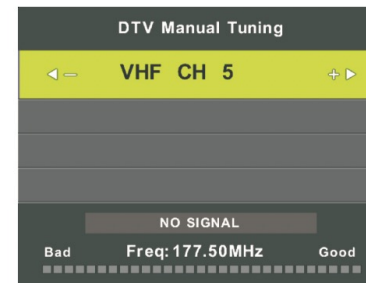 DTV Manual Tuning
− VHF CH 5 +
NO SIGNAL
Bad Freq: 177.50MHz Good